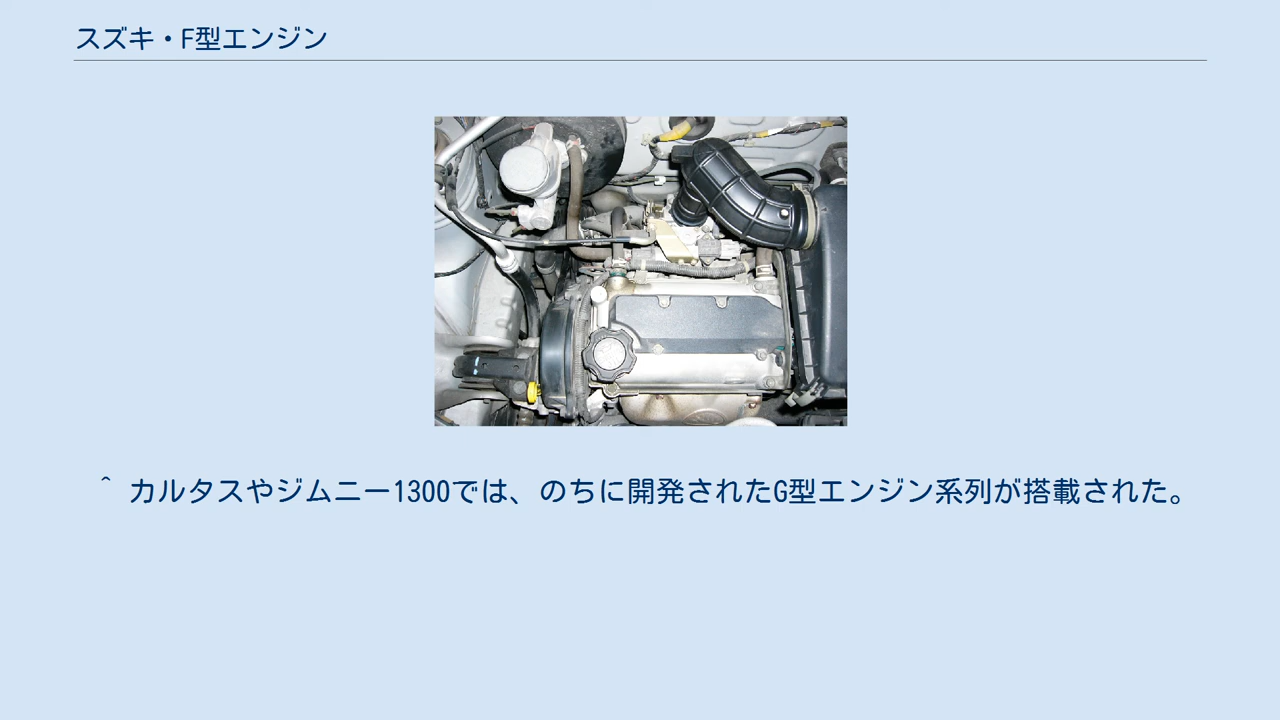 スズキ・F型エンジン
^ カルタスやジムニー1300では、のちに開発されたG型エンジン系列が搭載された。